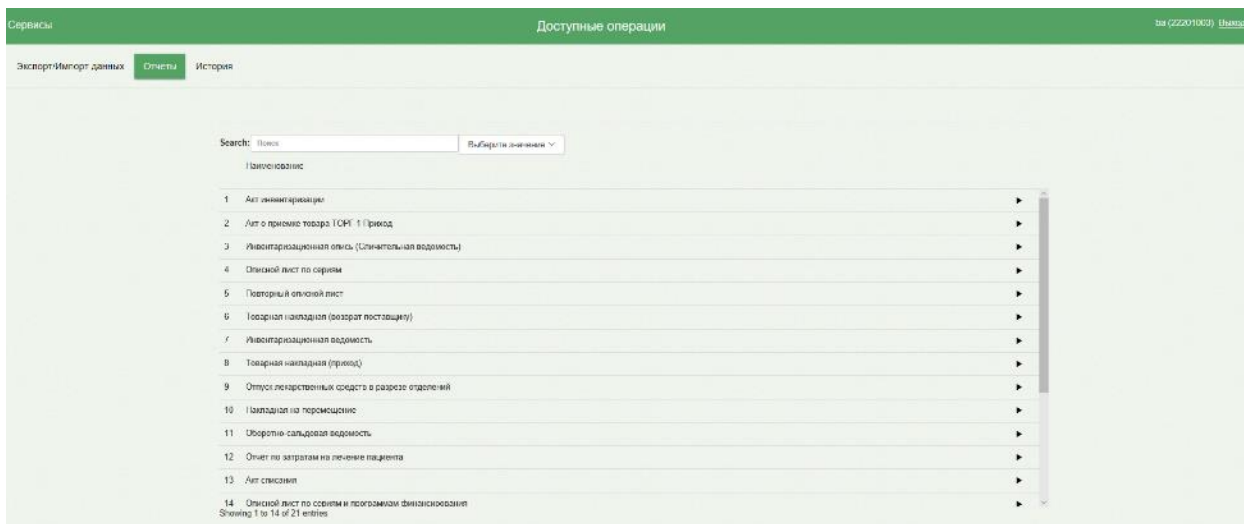 Сервисы
Доступные операции
ba (22201003) Выход
Экспорт/Импорт данных Отчеты История
Search: Поиск Выберите значение
Наименование
1 Акт инвентаризации
2 Акт о приемке товара ТОРГ 1 Приход
3 Инвентаризационная опись (Сличительная ведомость)
4 Описной лист по сериям
5 Повторный описной лист
6 Товарная накладная (возврат поставщику)
7 Инвентаризационная ведомость
8 Товарная накладная (приход)
9 Отпуск лекарственных средств в разрезе отделений
10 Накладная на перемещение
11 Оборотно-сальдовая ведомость
12 Отчет по затратам на лечение пациента
13 Акт списания
14 Описной лист по сериям и программам финансирования
Showing 1 to 14 of 21 entries